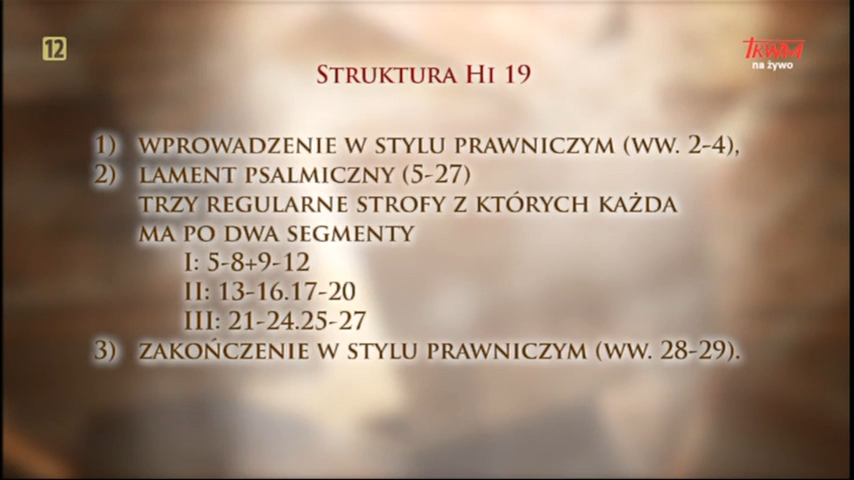 12
TRWAM
na żywo
STRUKTURA HI 19
1) WPROWADZENIE W STYLU PRAWNICZYM (WW. 2-4),
2) LAMENT PSALMICZNY (5-27)
TRZY REGULARNE STROFY Z KTÓRYCH KAŻDA
MA PO DWA SEGMENTY
I: 5-8+9-12
II: 13-16.17-20
III: 21-24.25-27
3) ZAKOŃCZENIE W STYLU PRAWNICZYM (WW. 28-29).